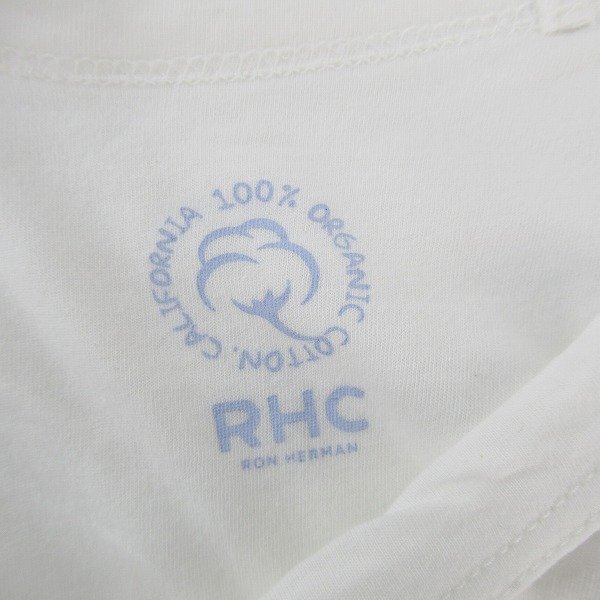 100% ORGANIC COTTON, CALIFORNIA
RHC
RON HERMAN